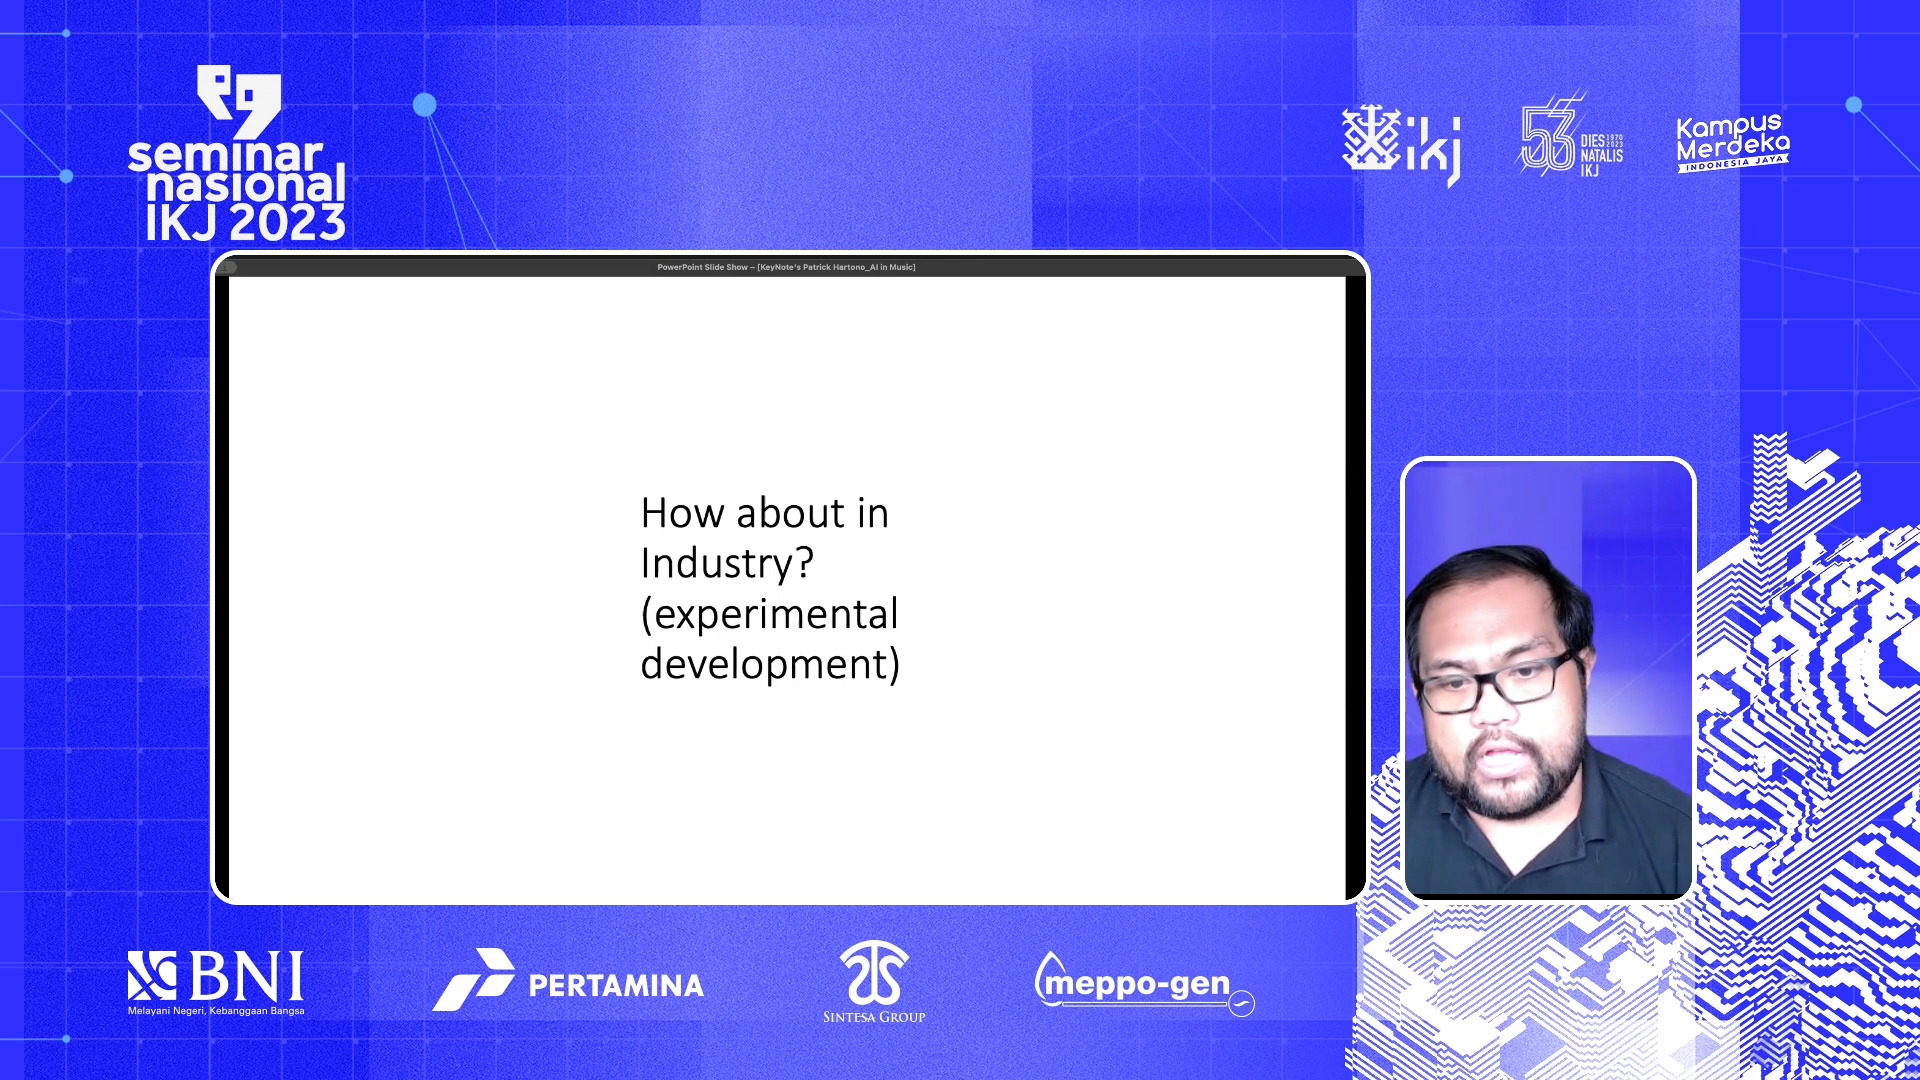 seminar
nasional
IKJ 2023
ikj
53
DIES 1970 2023
NATALIS
IKJ
Kampus
Merdeka
INDONESIA JAYA
PowerPoint Slide Show – [KeyNote's Patrick Hartono_AI in Music]
How about in
Industry?
(experimental
development)
BNI
Melayani Negeri, Kebanggaan Bangsa
PERTAMINA
SINTESA GROUP
meppo-gen